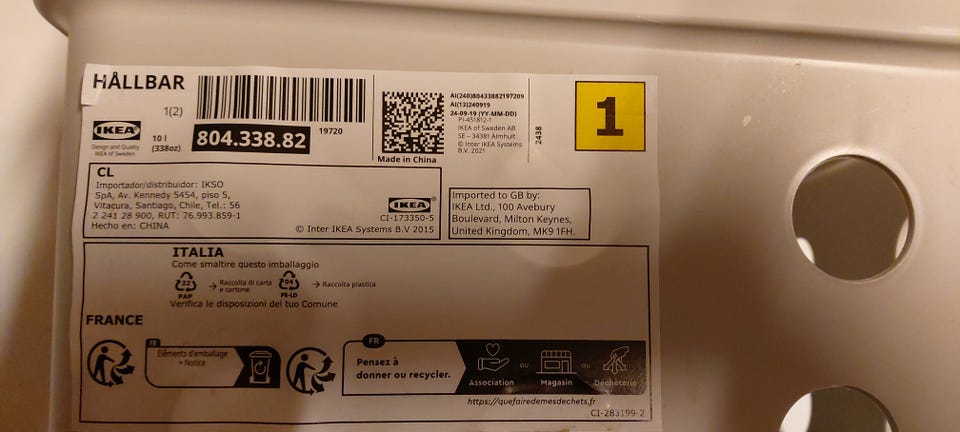 HÅLLBAR
1(2)
IKEA®
Design and Quality
IKEA of Sweden
10 l
(338oz)
804.338.82
19720
Made in China
AI(240)80433882197209
AI(13)240919
24-09-19 (YY-MM-DD)
PI-451812-1
IKEA of Sweden AB
SE – 34381 Älmhult
© Inter IKEA Systems
B.V. 2021
2438
1
CL
Importador/distribuidor: IKSO
SpA, Av. Kennedy 5454, piso 5,
Vitacura, Santiago, Chile, Tel.: 56
2 241 28 900, RUT: 76.993.859-1
Hecho en: CHINA
IKEA®
CI-173350-5
© Inter IKEA Systems B.V 2015
Imported to GB by:
IKEA Ltd., 100 Avebury
Boulevard, Milton Keynes,
United Kingdom, MK9 1FH.
ITALIA
Come smaltire questo imballaggio
22
PAP
→ Raccolta di carta
e cartone
04
PE-LD
→ Raccolta plastica
Verifica le disposizioni del tuo Comune
FRANCE
FR
Éléments d'emballage
+ Notice
FR
Pensez à
donner ou recycler.
Association
OU
Magasin
OU
Déchèterie
https://quefairedemesdechets.fr
CI-283199-2